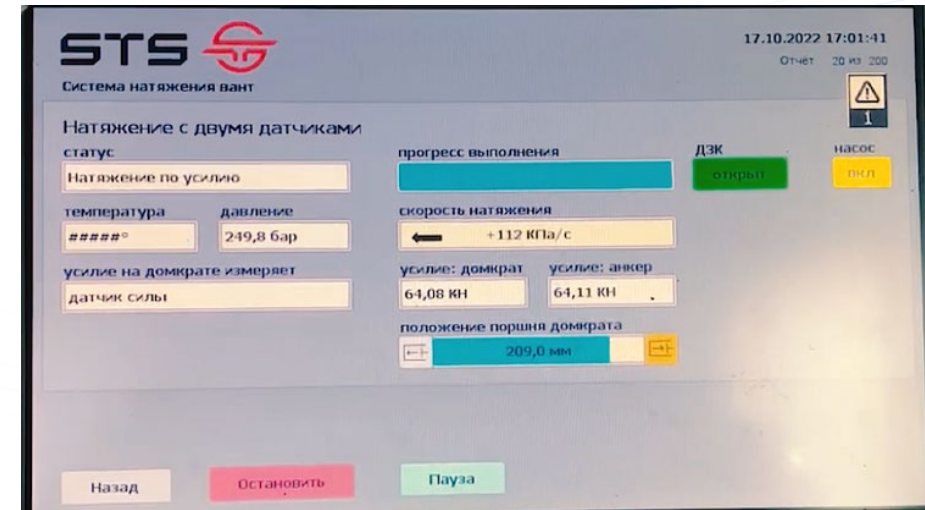 STS
17.10.2022 17:01:41
Отчёт 20 из 200
Система натяжения вант
1
Натяжение с двумя датчиками
статус
прогресс выполнения
ДЗК
насос
Натяжение по усилию
открыт
вкл
температура давление
скорость натяжения
#####°
249,8 бар
+112 КПа/с
усилие на домкрате измеряет
усилие: домкрат усилие: анкер
датчик силы
64,08 КН
64,11 КН
положение поршня домкрата
209,0 мм
Назад
Остановить
Пауза